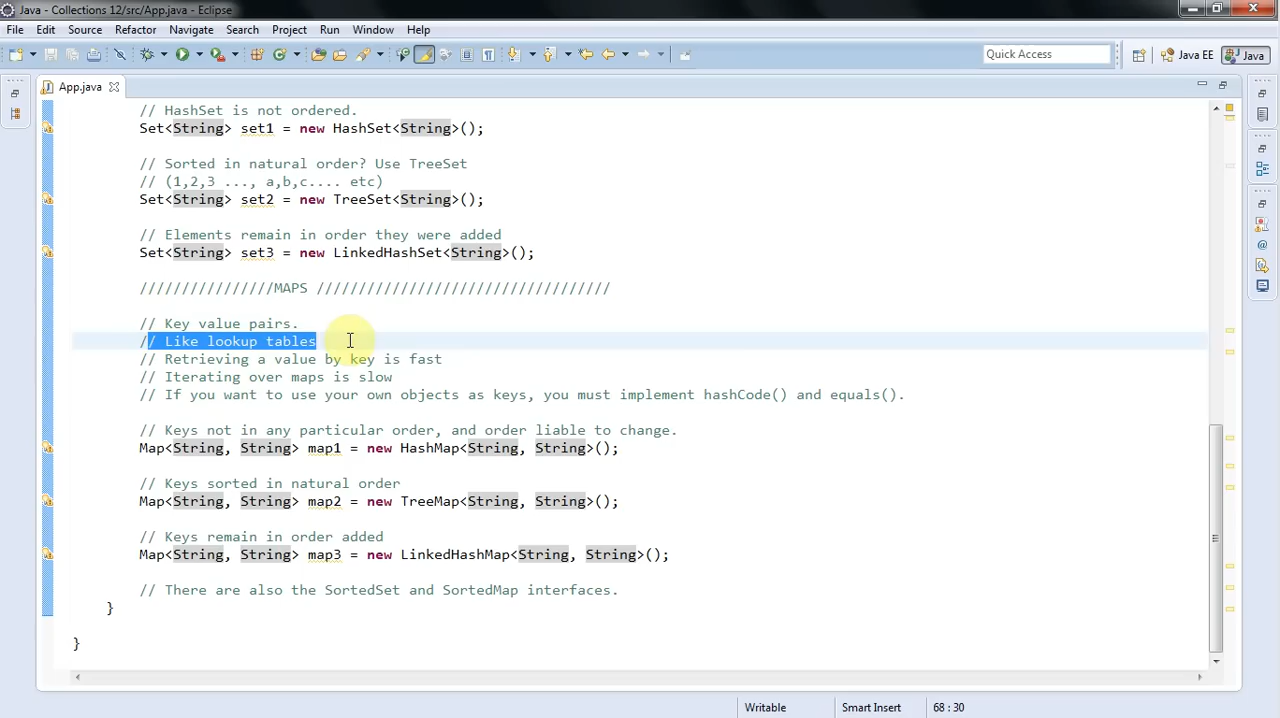 Java - Collections 12/src/App.java - Eclipse
File Edit Source Refactor Navigate Search Project Run Window Help
Quick Access
Java EE
Java
App.java
// HashSet is not ordered.
Set<String> set1 = new HashSet<String>();
// Sorted in natural order? Use TreeSet
// (1,2,3 ..., a,b,c.... etc)
Set<String> set2 = new TreeSet<String>();
// Elements remain in order they were added
Set<String> set3 = new LinkedHashSet<String>();
////////////////MAPS ///////////////////////////////////
// Key value pairs.
// Like lookup tables
// Retrieving a value by key is fast
// Iterating over maps is slow
// If you want to use your own objects as keys, you must implement hashCode() and equals().
// Keys not in any particular order, and order liable to change.
Map<String, String> map1 = new HashMap<String, String>();
// Keys sorted in natural order
Map<String, String> map2 = new TreeMap<String, String>();
// Keys remain in order added
Map<String, String> map3 = new LinkedHashMap<String, String>();
// There are also the SortedSet and SortedMap interfaces.
}
}
Writable Smart Insert 68 : 30